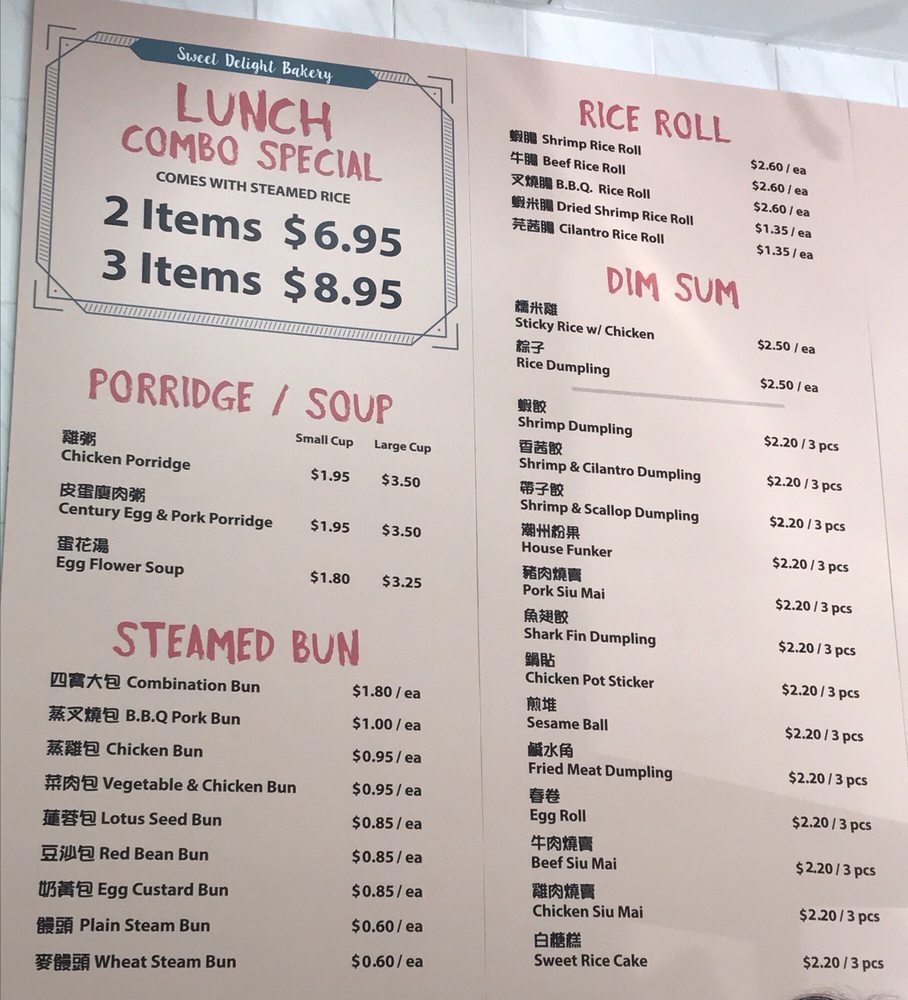 Sweet Delight Bakery
LUNCH
COMBO SPECIAL
COMES WITH STEAMED RICE
2 Items $6.95
3 Items $8.95
PORRIDGE / SOUP
Small Cup Large Cup
雞粥
Chicken Porridge $1.95 $3.50
皮蛋瘦肉粥
Century Egg & Pork Porridge $1.95 $3.50
蛋花湯
Egg Flower Soup $1.80 $3.25
STEAMED BUN
四寶大包 Combination Bun $1.80 / ea
蒸叉燒包 B.B.Q Pork Bun $1.00 / ea
蒸雞包 Chicken Bun $0.95 / ea
菜肉包 Vegetable & Chicken Bun $0.95 / ea
蓮蓉包 Lotus Seed Bun $0.85 / ea
豆沙包 Red Bean Bun $0.85 / ea
奶黃包 Egg Custard Bun $0.85 / ea
饅頭 Plain Steam Bun $0.60 / ea
麥饅頭 Wheat Steam Bun $0.60 / ea
RICE ROLL
蝦腸 Shrimp Rice Roll $2.60 / ea
牛腸 Beef Rice Roll $2.60 / ea
叉燒腸 B.B.Q. Rice Roll $2.60 / ea
蝦米腸 Dried Shrimp Rice Roll $1.35 / ea
芫茜腸 Cilantro Rice Roll $1.35 / ea
DIM SUM
糯米雞
Sticky Rice w/ Chicken $2.50 / ea
粽子
Rice Dumpling $2.50 / ea
蝦餃
Shrimp Dumpling $2.20 / 3 pcs
香茜餃
Shrimp & Cilantro Dumpling $2.20 / 3 pcs
帶子餃
Shrimp & Scallop Dumpling $2.20 / 3 pcs
潮州粉果
House Funker $2.20 / 3 pcs
豬肉燒賣
Pork Siu Mai $2.20 / 3 pcs
魚翅餃
Shark Fin Dumpling $2.20 / 3 pcs
鍋貼
Chicken Pot Sticker $2.20 / 3 pcs
煎堆
Sesame Ball $2.20 / 3 pcs
鹹水角
Fried Meat Dumpling $2.20 / 3 pcs
春卷
Egg Roll $2.20 / 3 pcs
牛肉燒賣
Beef Siu Mai $2.20 / 3 pcs
雞肉燒賣
Chicken Siu Mai $2.20 / 3 pcs
白糖糕
Sweet Rice Cake $2.20 / 3 pcs